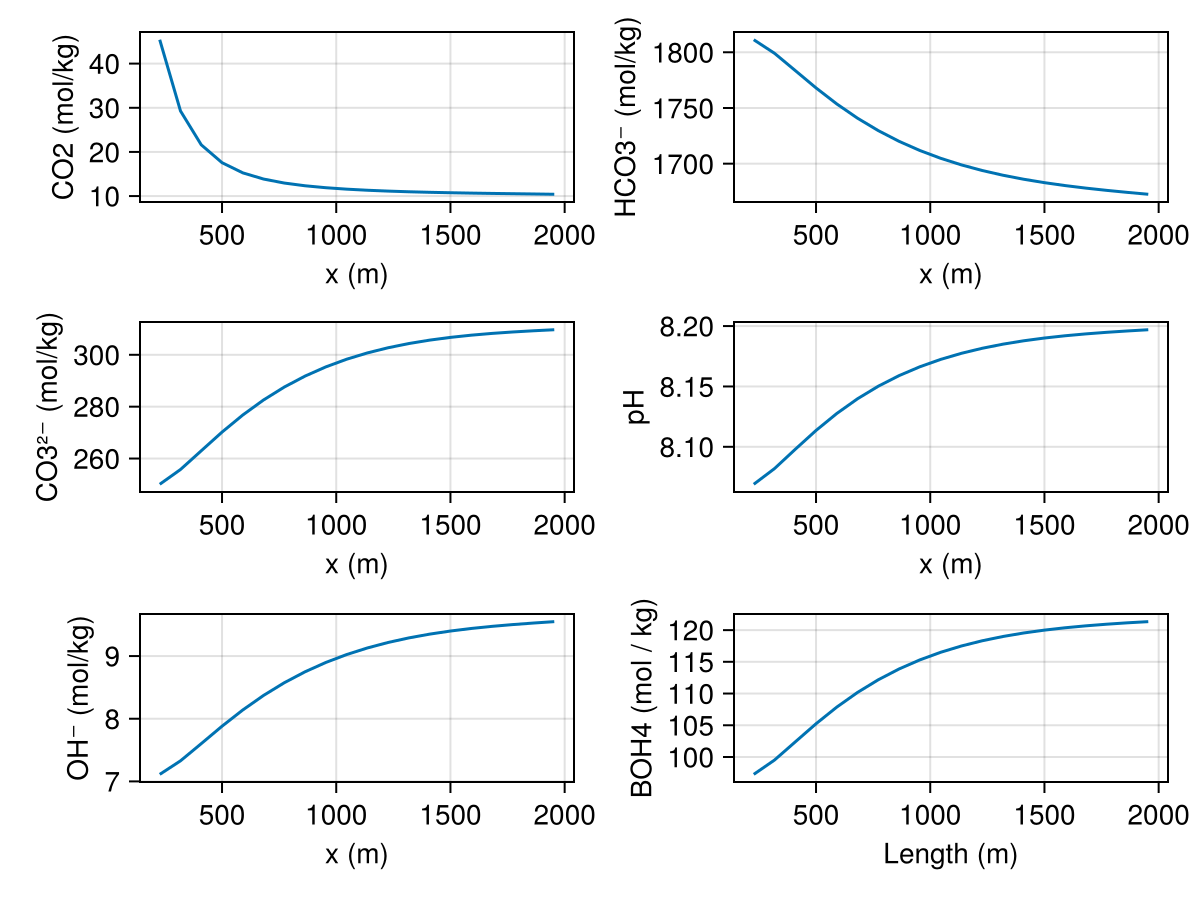 CO2 (mol/kg)
40
30
20
10
500 1000 1500 2000
x (m)
HCO3⁻ (mol/kg)
1800
1750
1700
500 1000 1500 2000
x (m)
CO3²⁻ (mol/kg)
300
280
260
500 1000 1500 2000
x (m)
pH
8.20
8.15
8.10
500 1000 1500 2000
x (m)
OH⁻ (mol/kg)
9
8
7
500 1000 1500 2000
x (m)
BOH4 (mol / kg)
120
115
110
105
100
500 1000 1500 2000
Length (m)